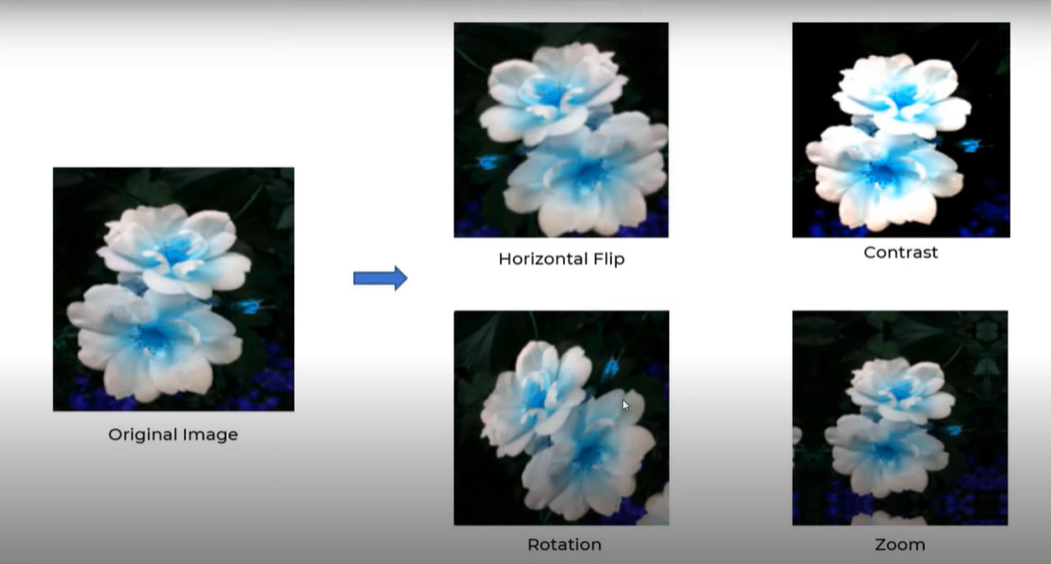 Original Image
Horizontal Flip
Contrast
Rotation
Zoom